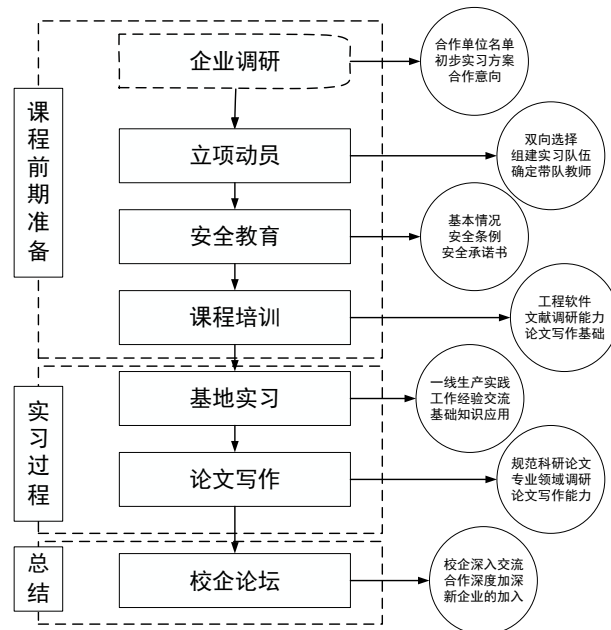 企业调研
合作单位名单
初步实习方案
合作意向
课程前期准备
立项动员
双向选择
组建实习队伍
确定带队教师
安全教育
基本情况
安全条例
安全承诺书
课程培训
工程软件
文献调研能力
论文写作基础
实习过程
基地实习
一线生产实践
工作经验交流
基础知识应用
论文写作
规范科研论文
专业领域调研
论文写作能力
总结
校企论坛
校企深入交流
合作深度加深
新企业的加入